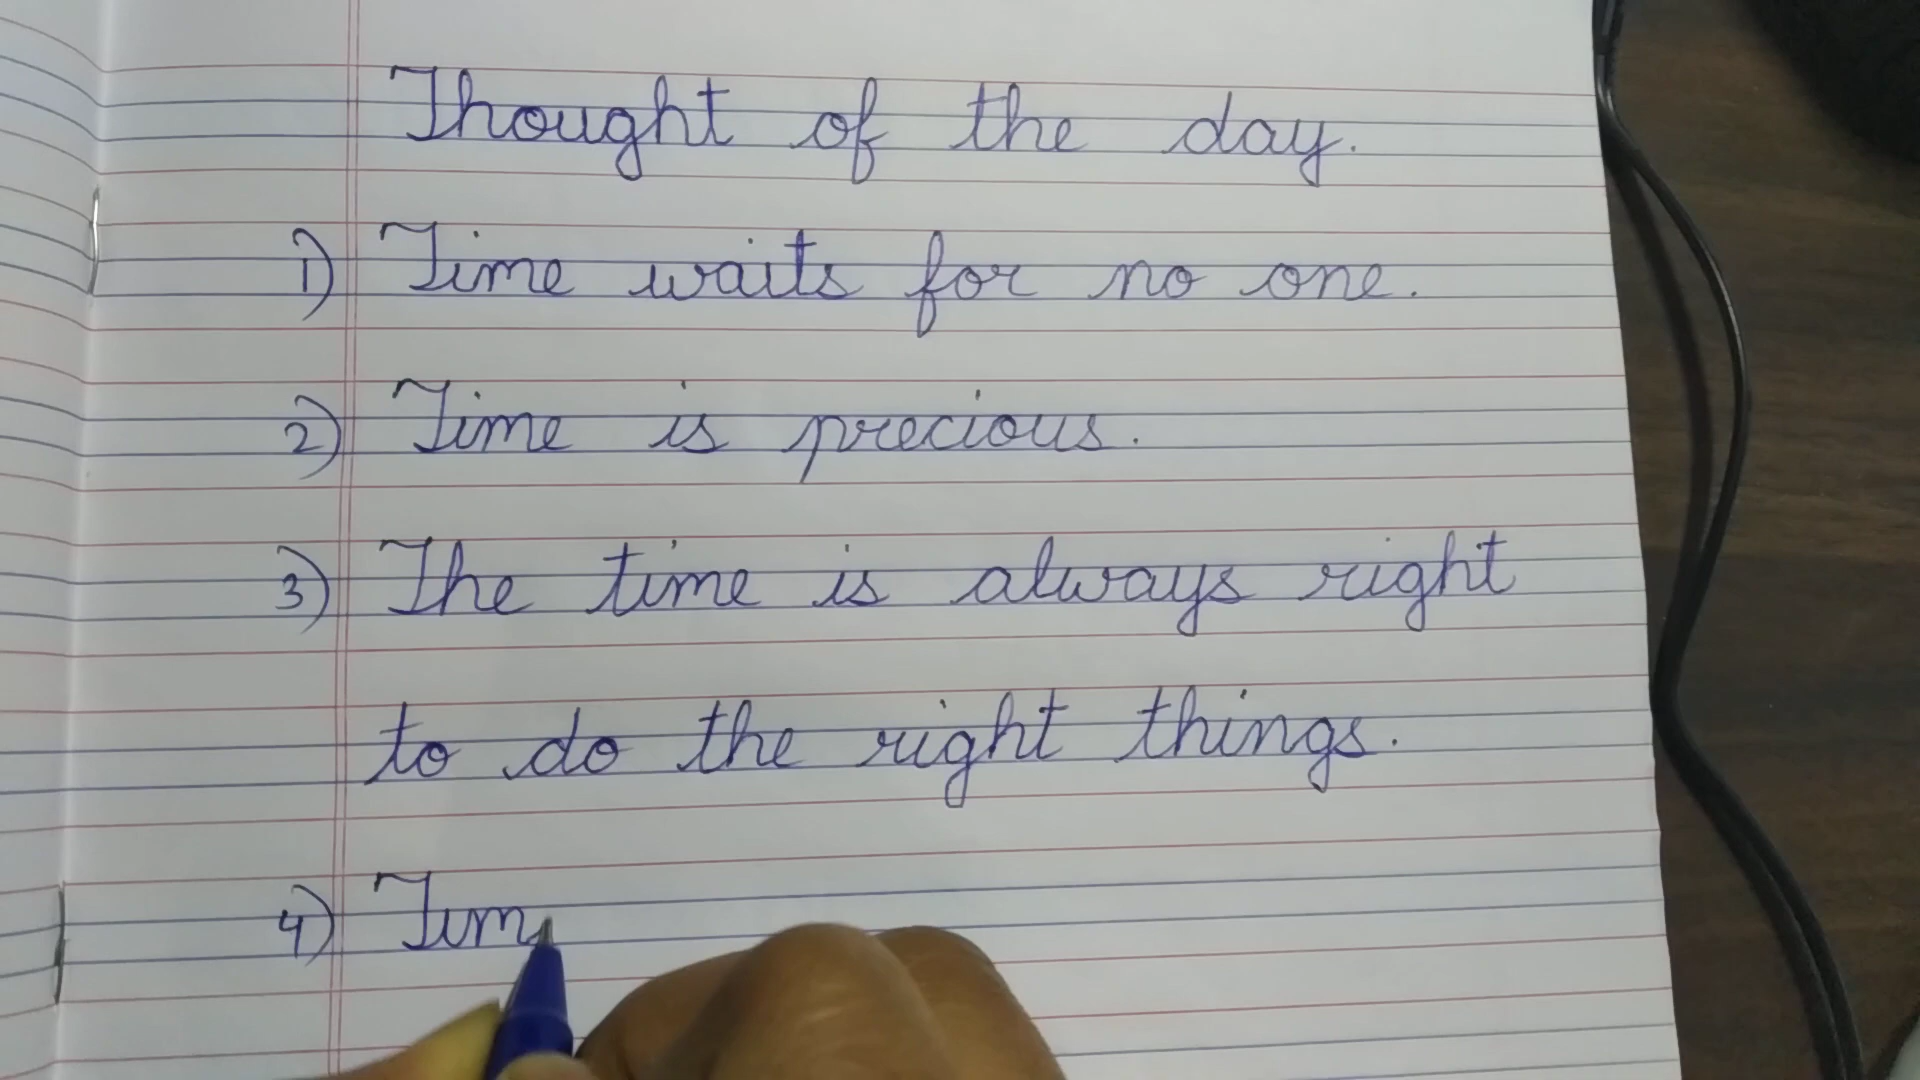 Thought of the day.
1) Time waits for no one.
2) Time is precious.
3) The time is always right
to do the right things.
4) Tim